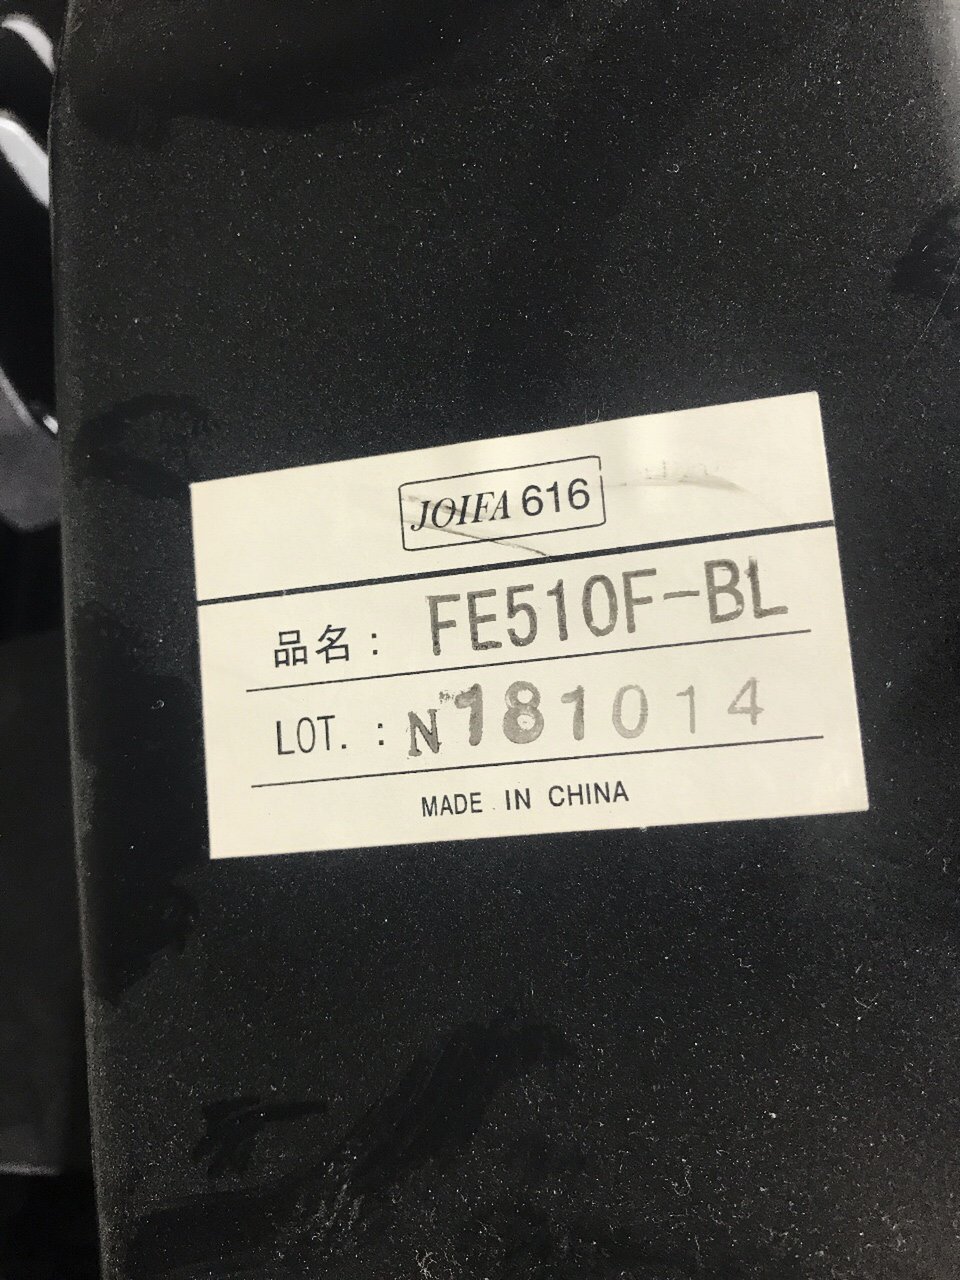 JOIFA 616
品名: FE510F-BL
LOT. : N181014
MADE IN CHINA